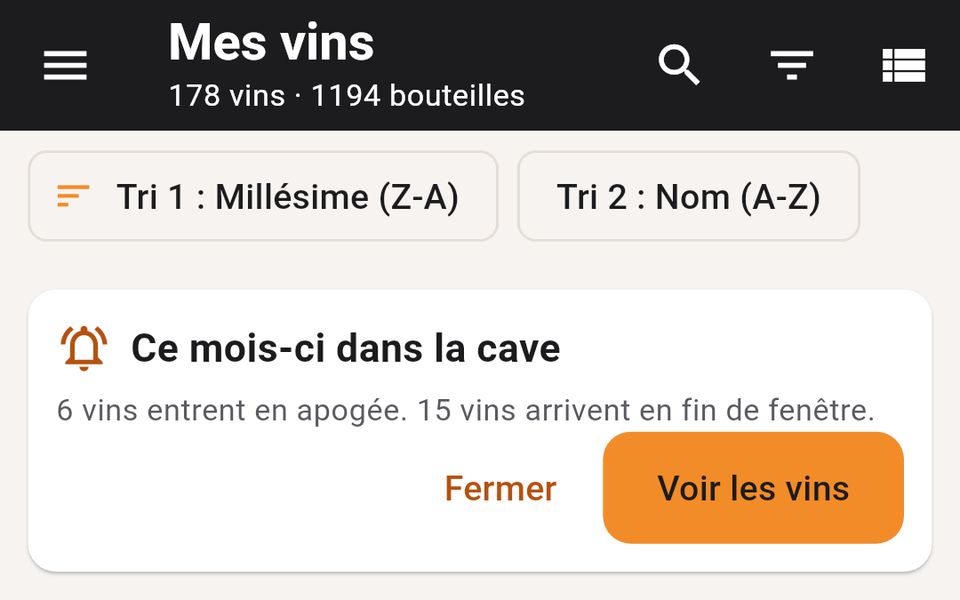 Mes vins
178 vins · 1194 bouteilles
Tri 1 : Millésime (Z-A)
Tri 2 : Nom (A-Z)
Ce mois-ci dans la cave
6 vins entrent en apogée. 15 vins arrivent en fin de fenêtre.
Fermer
Voir les vins